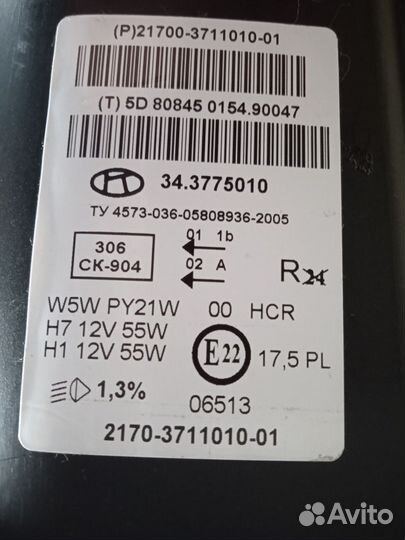 (P)21700-3711010-01
(T) 5D 80845 0154.90047
34.3775010
ТУ 4573-036-05808936-2005
306
СК-904
01 1b
02 A
R24
W5W PY21W 00 HCR
H7 12V 55W
H1 12V 55W
E22
17,5 PL
1,3%
06513
2170-3711010-01
Avito